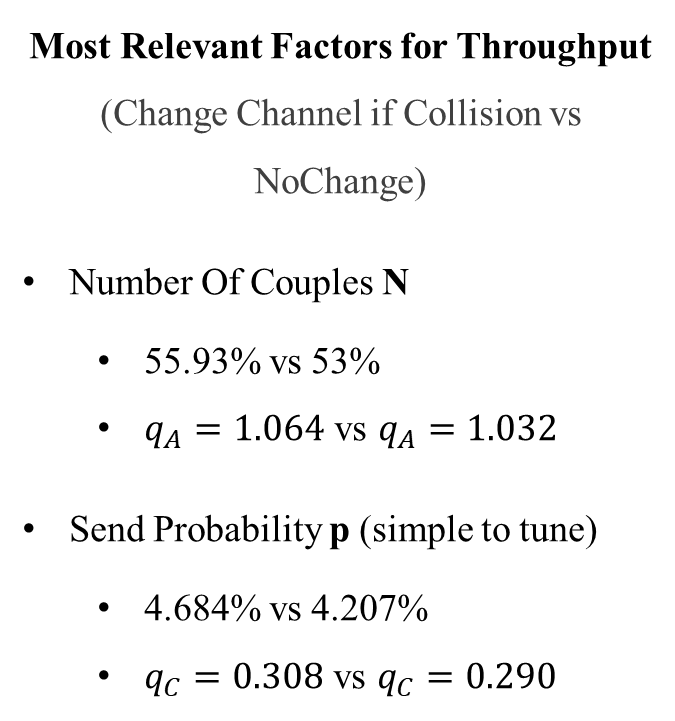 Most Relevant Factors for Throughput
(Change Channel if Collision vs
NoChange)
• Number Of Couples N
• 55.93% vs 53%
• q_A = 1.064 vs q_A = 1.032
• Send Probability p (simple to tune)
• 4.684% vs 4.207%
• q_C = 0.308 vs q_C = 0.290